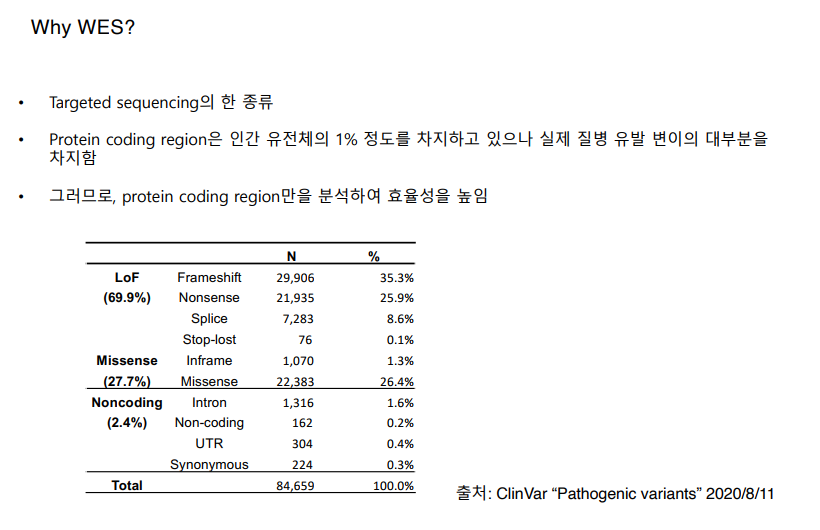 Why WES?
• Targeted sequencing의 한 종류
• Protein coding region은 인간 유전체의 1% 정도를 차지하고 있으나 실제 질병 유발 변이의 대부분을
차지함
• 그러므로, protein coding region만을 분석하여 효율성을 높임
N %
LoF Frameshift 29,906 35.3%
(69.9%) Nonsense 21,935 25.9%
Splice 7,283 8.6%
Stop-lost 76 0.1%
Missense Inframe 1,070 1.3%
(27.7%) Missense 22,383 26.4%
Noncoding Intron 1,316 1.6%
(2.4%) Non-coding 162 0.2%
UTR 304 0.4%
Synonymous 224 0.3%
Total 84,659 100.0%
출처: ClinVar “Pathogenic variants” 2020/8/11